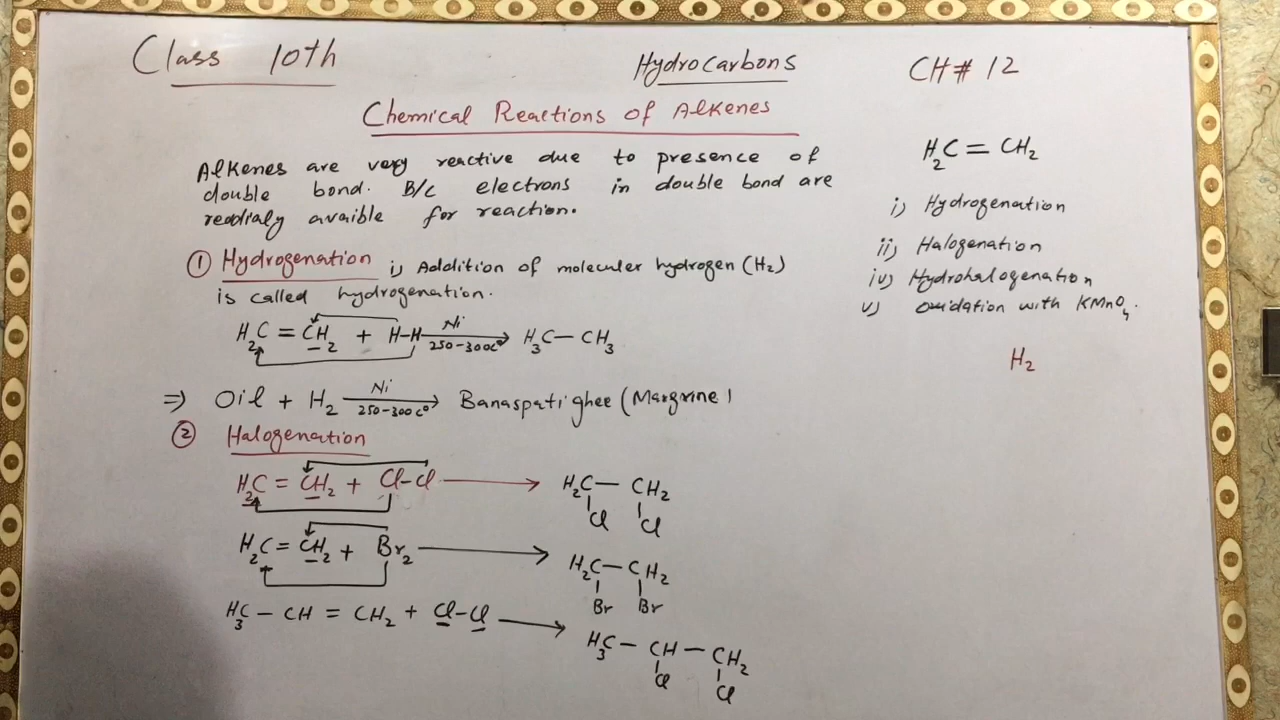 Class 10th
Hydrocarbons
CH# 12
Chemical Reactions of Alkenes
Alkenes are very reactive due to presence of
double bond. B/c electrons in double bond are
readialy avaible for reaction.
① Hydrogenation i) Addition of moleculer hydrogen (H₂)
is called hydrogenation.
H₂C = CH₂ + H-H Ni 250-300C° → H₃C — CH₃
⇒ Oil + H₂ Ni 250-300C° → Banaspati ghee (Margrine)
② Halogenation
H₂C = CH₂ + Cl-Cl → H₂C — CH₂
Cl Cl
H₂C = CH₂ + Br₂ → H₂C — CH₂
Br Br
H₃C — CH = CH₂ + Cl-Cl → H₃C — CH — CH₂
Cl Cl
H₂C = CH₂
i) Hydrogenation
ii) Halogenation
iv) Hydrohalogenation
v) Oxidation with KMnO₄.
H₂